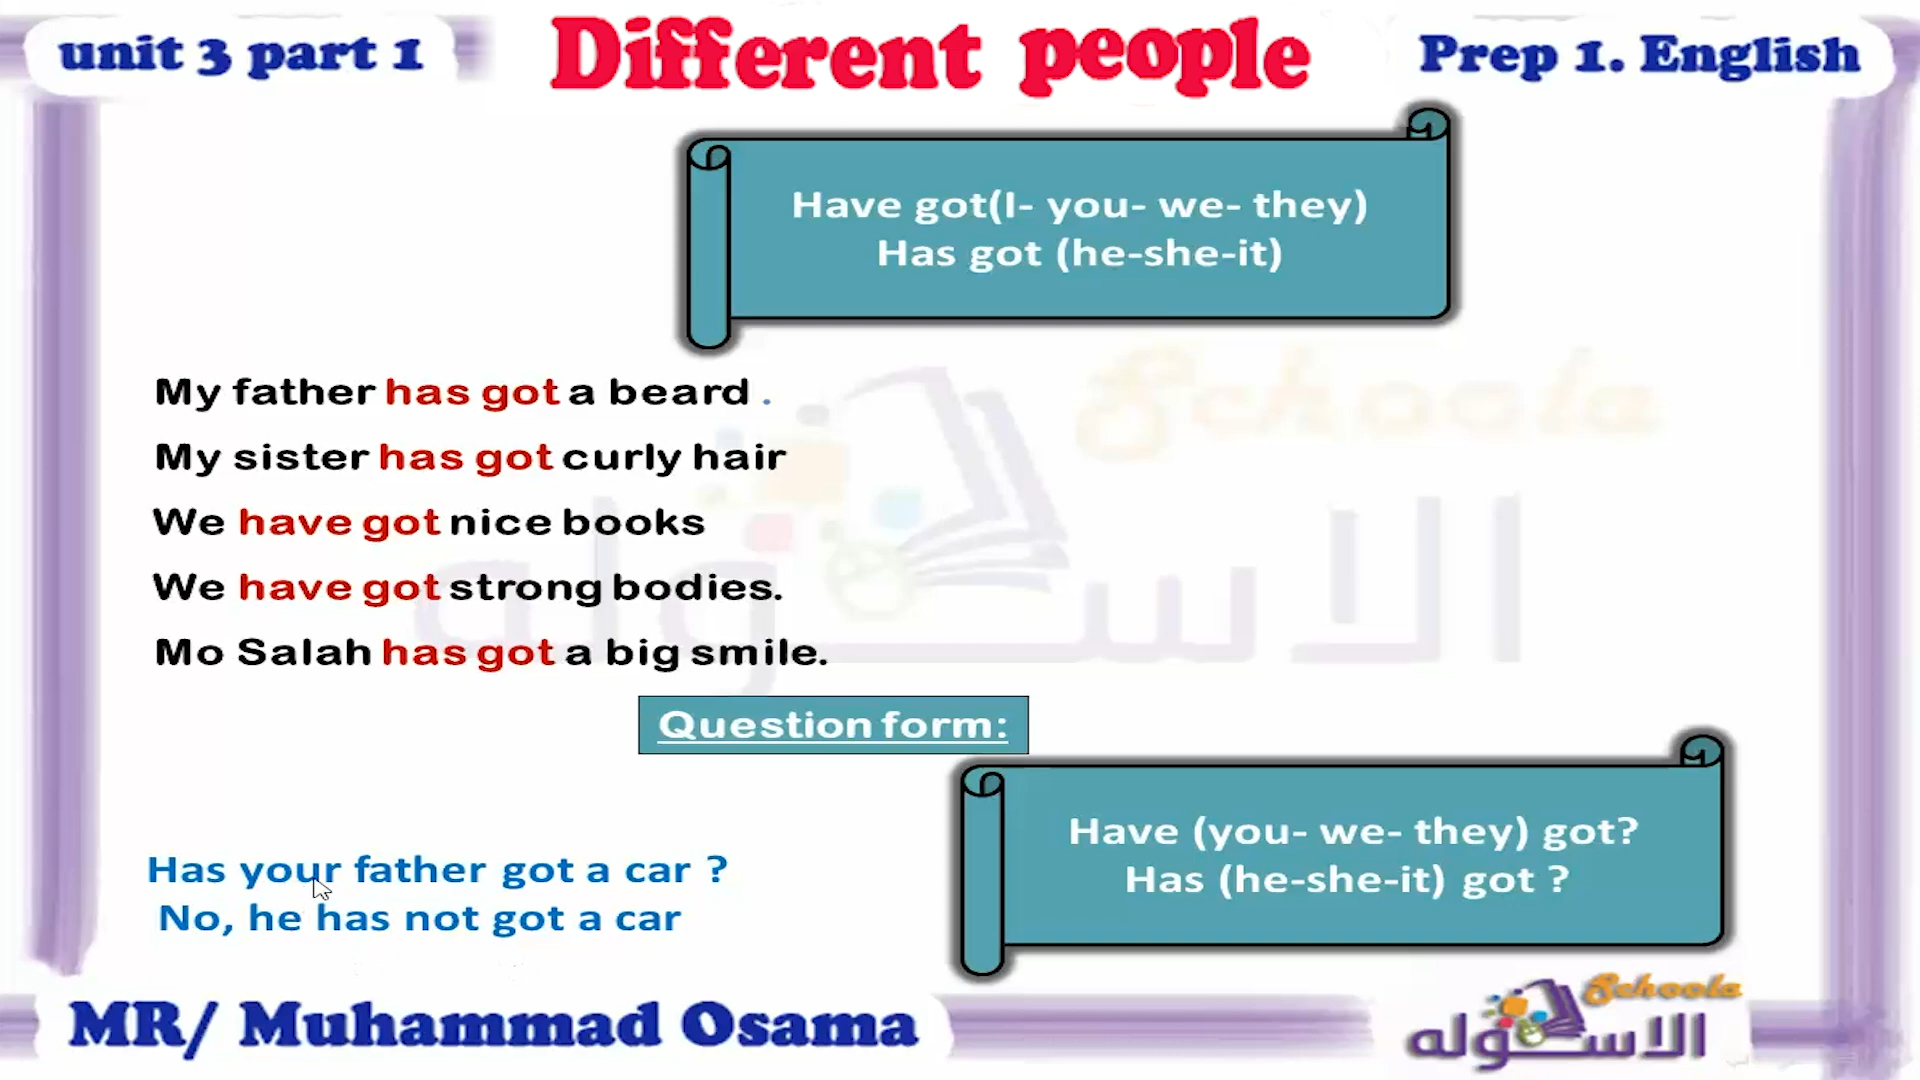 unit 3 part 1
Different people
Prep 1. English
Have got(I- you- we- they)
Has got (he-she-it)
My father has got a beard .
My sister has got curly hair
We have got nice books
We have got strong bodies.
Mo Salah has got a big smile.
Question form:
Have (you- we- they) got?
Has (he-she-it) got ?
Has your father got a car ?
No, he has not got a car
MR/ Muhammad Osama
Schoola
الاسكوله
Schoola
الاسكوله